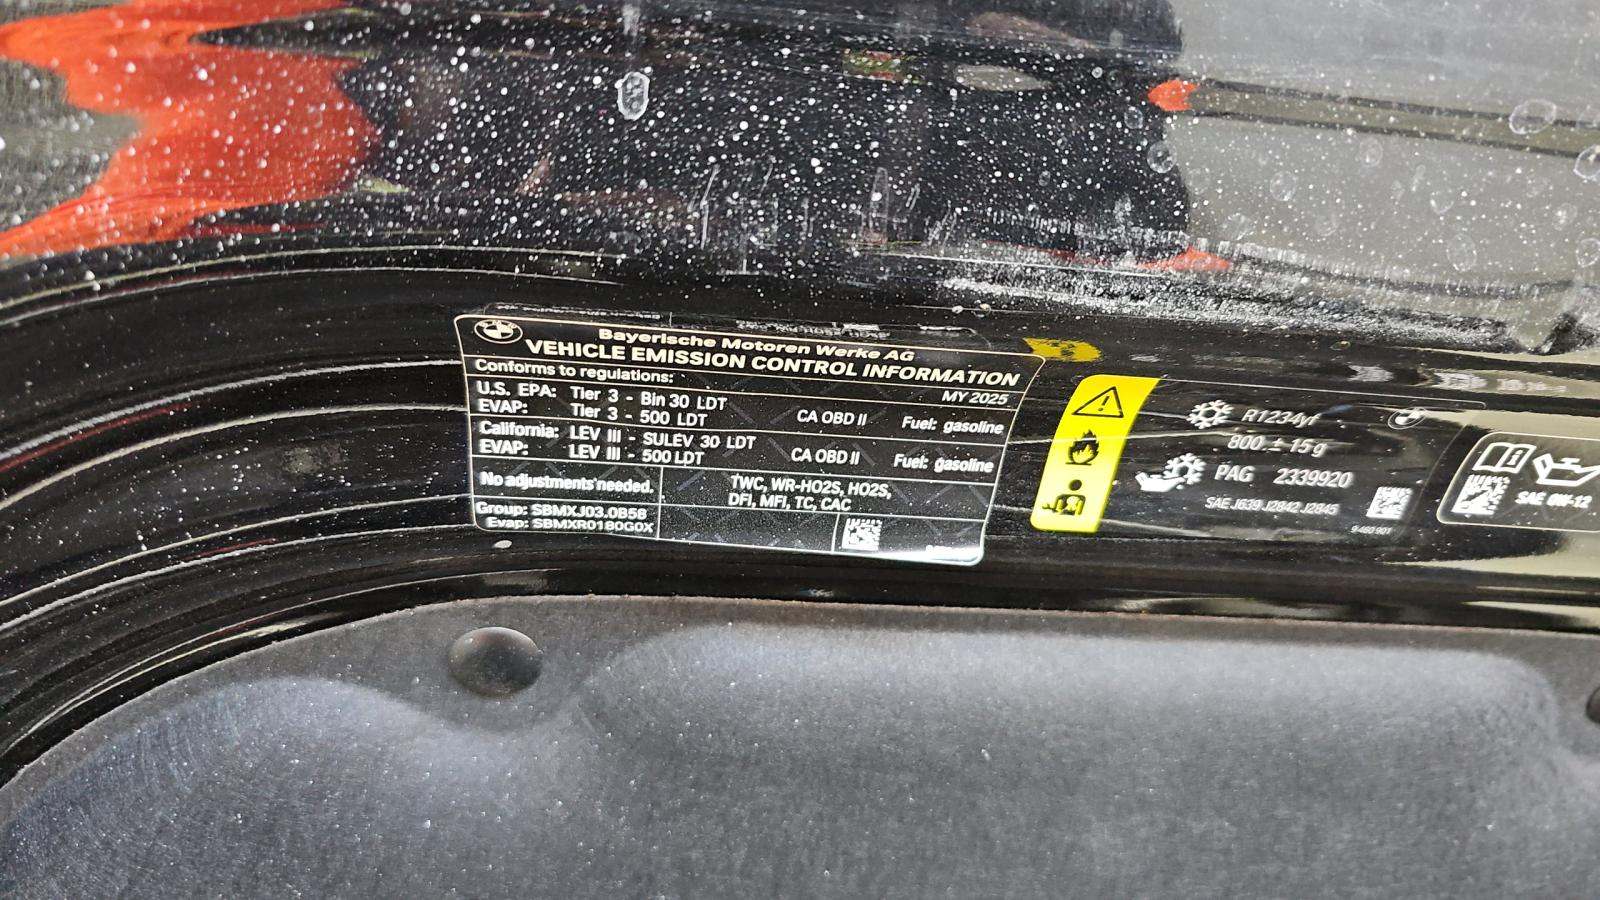 Bayerische Motoren Werke AG
VEHICLE EMISSION CONTROL INFORMATION
Conforms to regulations:
MY 2025
U.S. EPA: Tier 3 - Bin 30 LDT
EVAP: Tier 3 - 500 LDT CA OBD II Fuel: gasoline
California: LEV III - SULEV 30 LDT
EVAP: LEV III - 500 LDT CA OBD II Fuel: gasoline
No adjustments needed.
TWC, WR-HO2S, HO2S,
DFI, MFI, TC, CAC
Group: SBMXJ03.0B58
Evap: SBMXR0180G0X
R1234yf
800 ± 15 g
PAG 2339920
SAE J639 J2842 J2845
9 460 901
SAE 0W-12